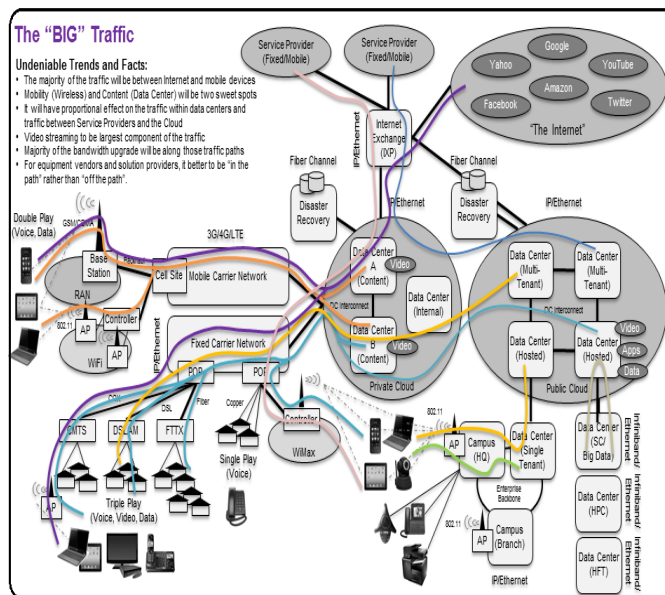 The "BIG" Traffic
Undeniable Trends and Facts:
• The majority of the traffic will be between Internet and mobile devices
• Mobility (Wireless) and Content (Data Center) will be two sweet spots
• It will have proportional effect on the traffic within data centers and
traffic between Service Providers and the Cloud
• Video streaming to be largest component of the traffic
• Majority of the bandwidth upgrade will be along those traffic paths
• For equipment vendors and solution providers, it better to be "in the
path" rather than "off the path".
Service Provider
(Fixed/Mobile)
Service Provider
(Fixed/Mobile)
Google
Yahoo
YouTube
Amazon
Facebook
Twitter
"The Internet"
IP/Ethernet
Internet
Exchange
(IXP)
Fiber Channel
Disaster
Recovery
IP/Ethernet
Fiber Channel
Disaster
Recovery
IP/Ethernet
Double Play
(Voice, Data)
Base
Station
Backhaul
RAN
Controller
802.11
AP
AP
WiFi
3G/4G/LTE
Cell Site
Mobile Carrier Network
IP/Ethernet
Fixed Carrier Network
POP
POP
Data Center
A
(Content)
Video
Data Center
(Internal)
DC Interconnect
Data Center
B
(Content)
Video
Private Cloud
Data Center
(Multi-
Tenant)
Data Center
(Multi-
Tenant)
DC Interconnect
Data Center
(Hosted)
Data Center
(Hosted)
Video
Apps
Data
Public Cloud
DSL
Fiber
Copper
CMTS
DSLAM
FTTX
Controller
WiMax
Single Play
(Voice)
AP
Triple Play
(Voice, Video, Data)
802.11
AP
Campus
(HQ)
Data Center
(Single
Tenant)
Enterprise
Backbone
802.11
AP
Campus
(Branch)
IP/Ethernet
Data Center
(SC/
Big Data)
Infiniband/
Ethernet
Data Center
(HPC)
Infiniband/
Ethernet
Data Center
(HFT)
Infiniband/
Ethernet